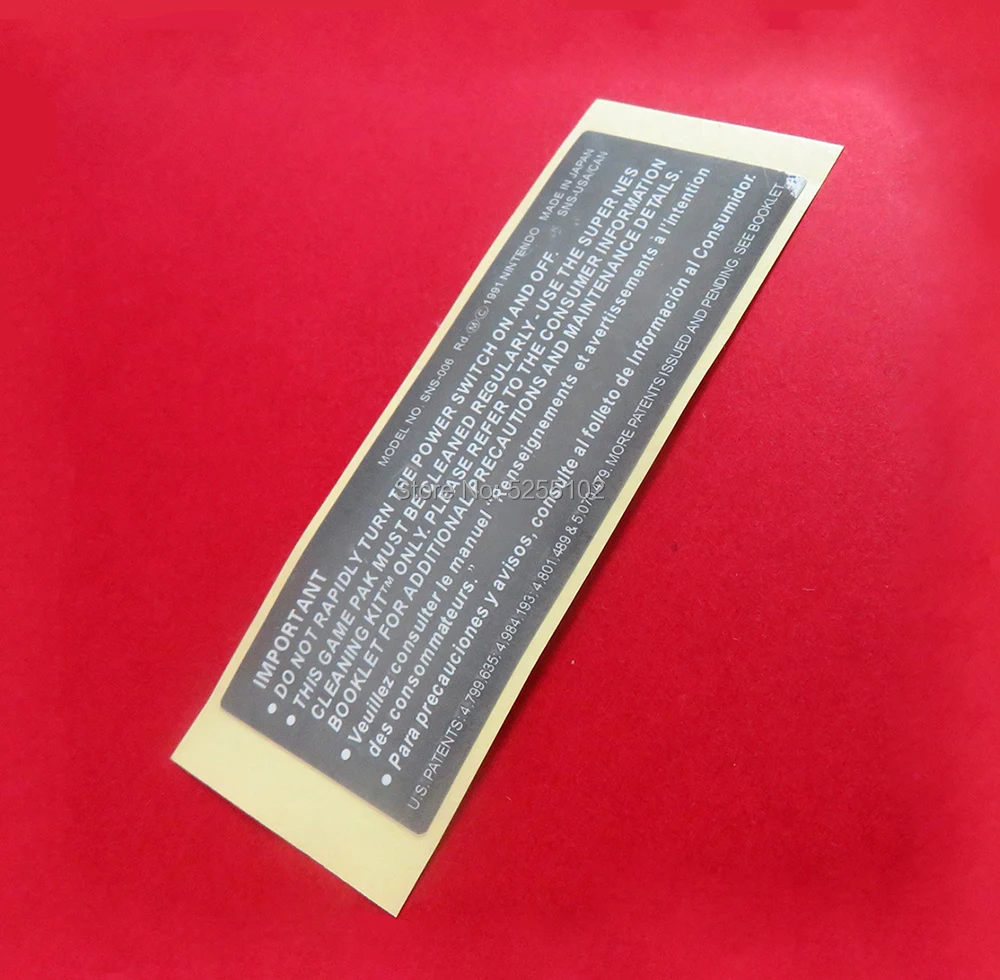 IMPORTANT MODEL NO. SNS-006 Rd. Ⓜ Ⓒ 1991 NINTENDO MADE IN JAPAN
SNS-USA/CAN
• DO NOT RAPIDLY TURN THE POWER SWITCH ON AND OFF.
• THIS GAME PAK MUST BE CLEANED REGULARLY - USE THE SUPER NES
CLEANING KIT™ ONLY. PLEASE REFER TO THE CONSUMER INFORMATION
BOOKLET FOR ADDITIONAL PRECAUTIONS AND MAINTENANCE DETAILS.
• Veuillez consulter le manuel "Renseignements et avertissements à l'intention
des consommateurs."
• Para precauciones y avisos, consulte al folleto de Información al Consumidor.
U.S. PATENTS: 4,799,635; 4,984,193; 4,801,489 & 5,070,479. MORE PATENTS ISSUED AND PENDING. SEE BOOKLET
Store No: 5255102